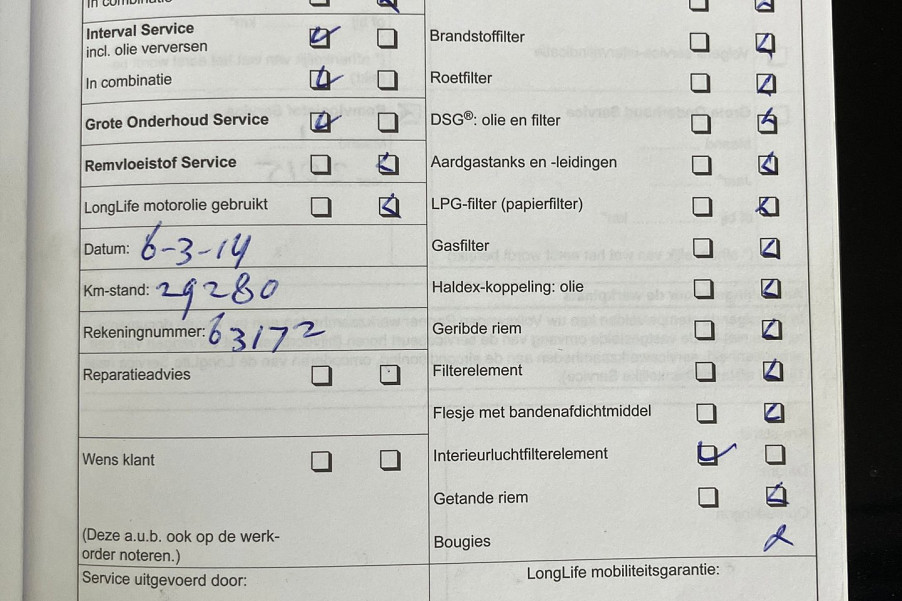 In combinatie
Interval Service
incl. olie verversen
In combinatie
Grote Onderhoud Service
Remvloeistof Service
LongLife motorolie gebruikt
Datum: 6-3-14
Km-stand: 29280
Rekeningnummer: 63172
Reparatieadvies
Wens klant
(Deze a.u.b. ook op de werk-
order noteren.)
Service uitgevoerd door:
Brandstoffilter
Roetfilter
DSG®: olie en filter
Aardgastanks en -leidingen
LPG-filter (papierfilter)
Gasfilter
Haldex-koppeling: olie
Geribde riem
Filterelement
Flesje met bandenafdichtmiddel
Interieurluchtfilterelement
Getande riem
Bougies
LongLife mobiliteitsgarantie: